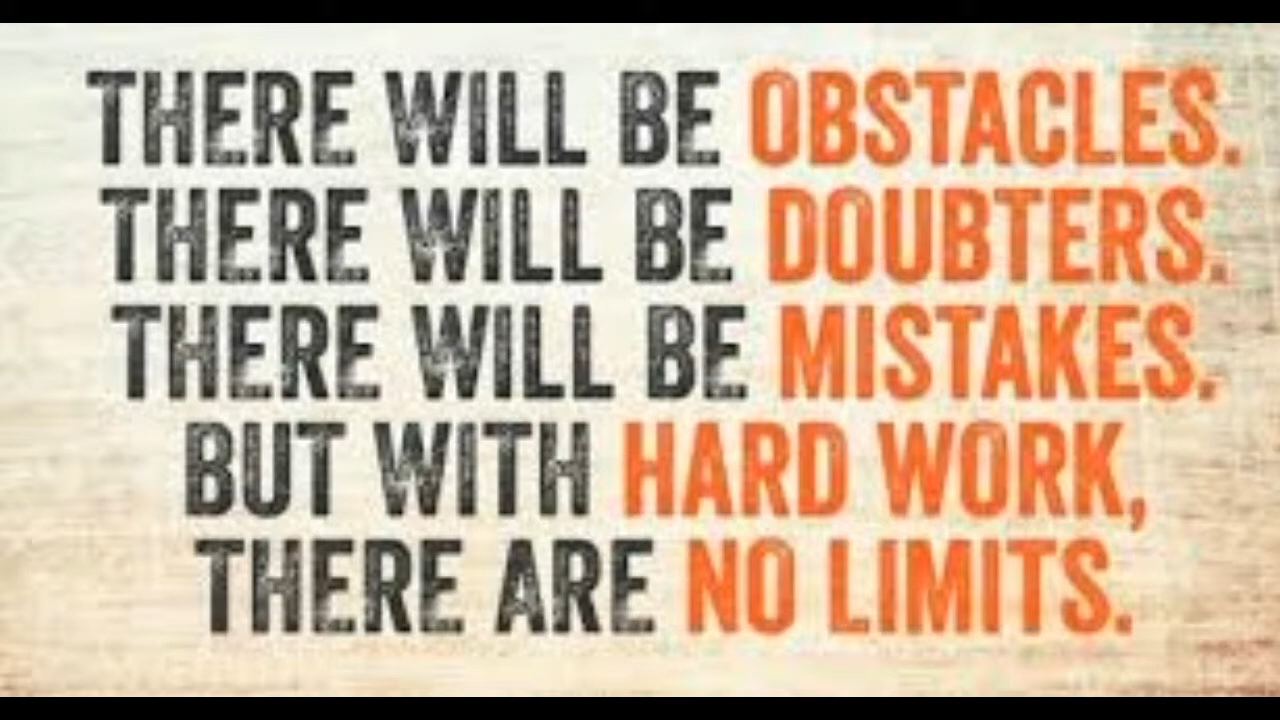 THERE WILL BE OBSTACLES.
THERE WILL BE DOUBTERS.
THERE WILL BE MISTAKES.
BUT WITH HARD WORK,
THERE ARE NO LIMITS.